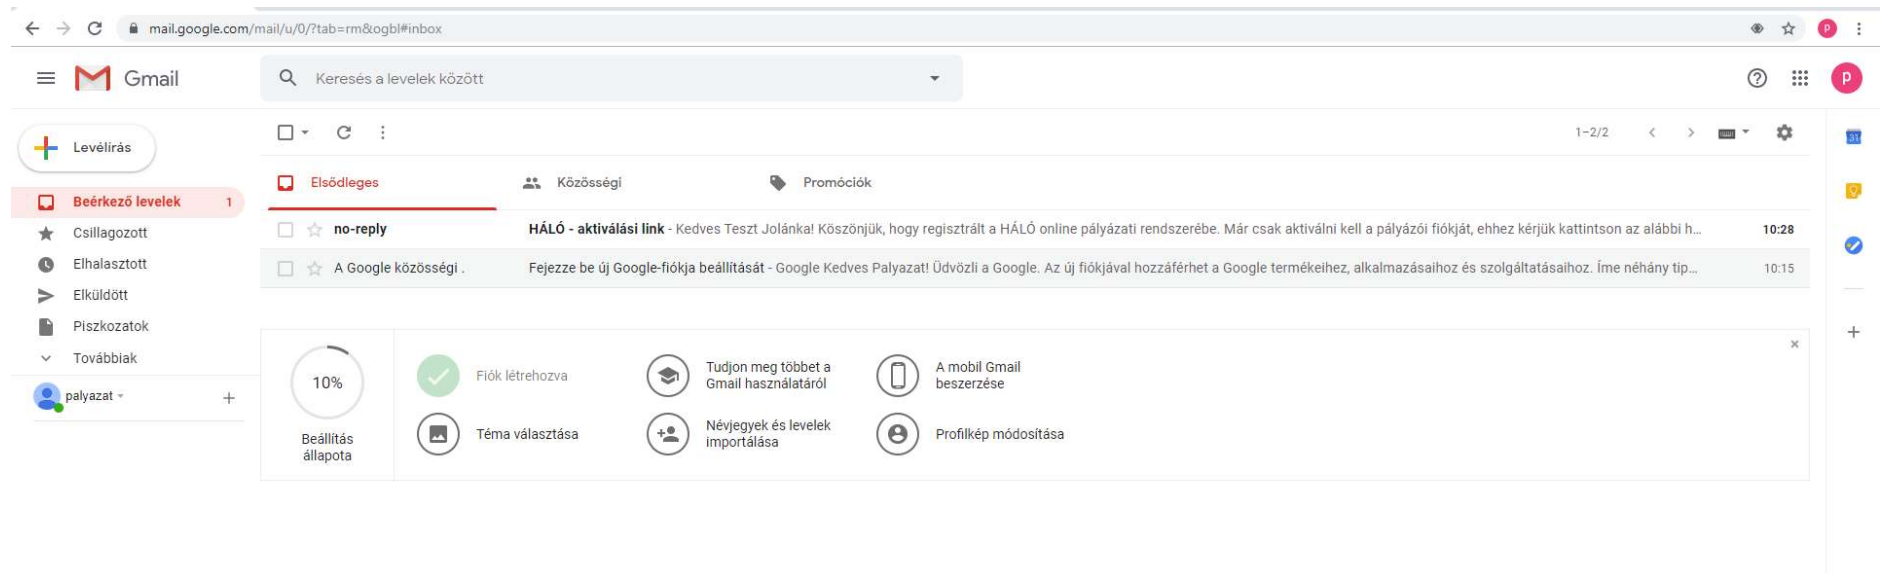 mail.google.com/mail/u/0/?tab=rm&ogbl#inbox
P
Gmail
Keresés a levelek között
p
Levélírás
1–2/2
31
Elsődleges
Közösségi
Promóciók
Beérkező levelek 1
Csillagozott
Elhalasztott
Elküldött
Piszkozatok
Továbbiak
palyazat
no-reply HÁLÓ - aktiválási link - Kedves Teszt Jolánka! Köszönjük, hogy regisztrált a HÁLÓ online pályázati rendszerébe. Már csak aktiválni kell a pályázói fiókját, ehhez kérjük kattintson az alábbi h... 10:28
A Google közösségi . Fejezze be új Google-fiókja beállítását - Google Kedves Palyazat! Üdvözli a Google. Az új fiókjával hozzáférhet a Google termékeihez, alkalmazásaihoz és szolgáltatásaihoz. Íme néhány tip... 10:15
10%
Beállítás
állapota
Fiók létrehozva
Tudjon meg többet a
Gmail használatáról
A mobil Gmail
beszerzése
Téma választása
Névjegyek és levelek
importálása
Profilkép módosítása